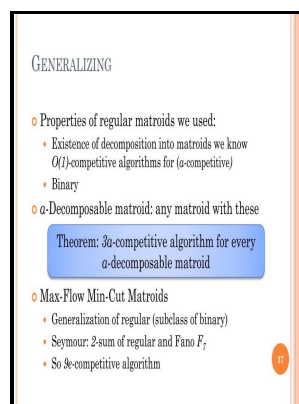 GENERALIZING
Properties of regular matroids we used:
Existence of decomposition into matroids we know
O(1)-competitive algorithms for (α-competitive)
Binary
α-Decomposable matroid: any matroid with these
Theorem: 3α-competitive algorithm for every
α-decomposable matroid
Max-Flow Min-Cut Matroids
Generalization of regular (subclass of binary)
Seymour: 2-sum of regular and Fano F₇
So 9e-competitive algorithm
37